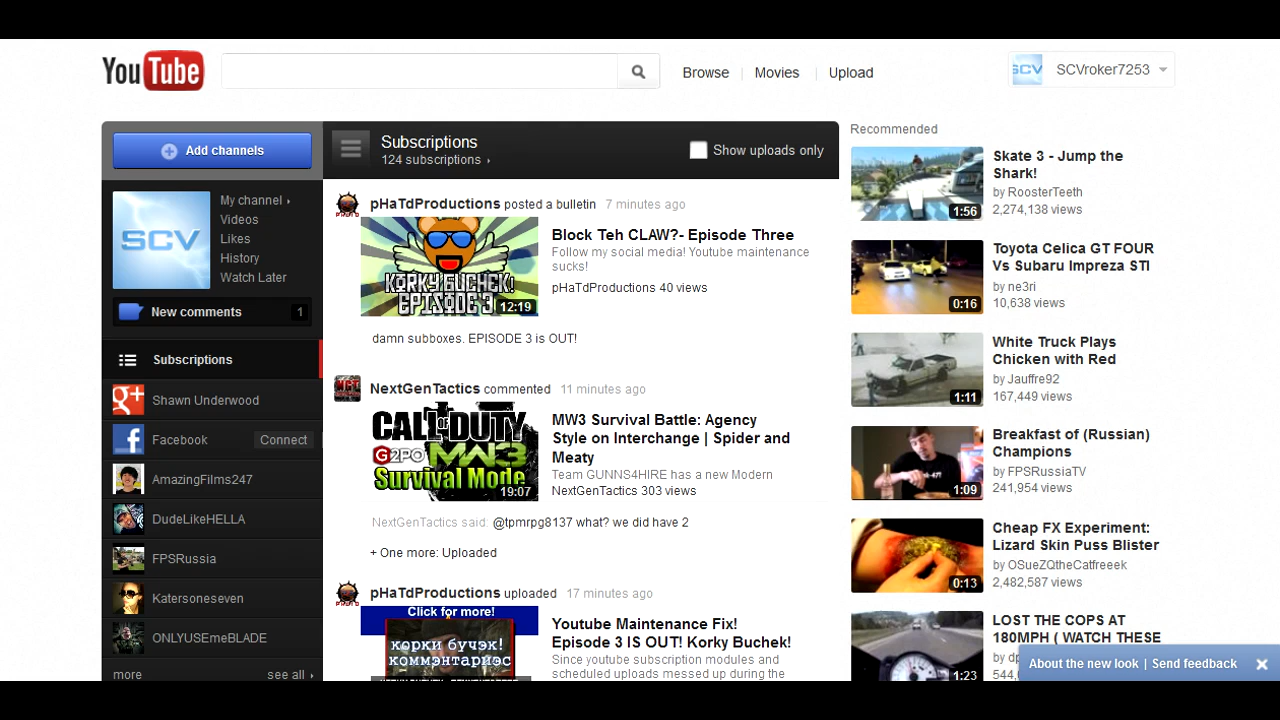 YouTube
Browse
Movies
Upload
SCV
SCVroker7253
Add channels
SCV
My channel
Videos
Likes
History
Watch Later
New comments 1
Subscriptions
Shawn Underwood
Facebook
Connect
AmazingFilms247
DudeLikeHELLA
FPSRussia
Katersoneseven
ONLYUSEmeBLADE
more
see all
Subscriptions
124 subscriptions
Show uploads only
pHaTdProductions posted a bulletin 7 minutes ago
KORKY BUCHEK!
EPISODE 3
12:19
Block Teh CLAW?- Episode Three
Follow my social media! Youtube maintenance
sucks!
pHaTdProductions 40 views
damn subboxes. EPISODE 3 is OUT!
NextGenTactics commented 11 minutes ago
CALL OF DUTY
G2PO MW3
Survival Mode
19:07
MW3 Survival Battle: Agency
Style on Interchange | Spider and
Meaty
Team GUNNS4HIRE has a new Modern
NextGenTactics 303 views
NextGenTactics said: @tpmrpg8137 what? we did have 2
+ One more: Uploaded
pHaTdProductions uploaded 17 minutes ago
Click for more!
корки бучэк!
коммэнтариэс
Youtube Maintenance Fix!
Episode 3 IS OUT! Korky Buchek!
Since youtube subscription modules and
scheduled uploads messed up during the
Recommended
1:56
Skate 3 - Jump the
Shark!
by RoosterTeeth
2,274,138 views
0:16
Toyota Celica GT FOUR
Vs Subaru Impreza STI
by ne3ri
10,638 views
1:11
White Truck Plays
Chicken with Red
by Jauffre92
167,449 views
1:09
Breakfast of (Russian)
Champions
by FPSRussiaTV
241,954 views
0:13
Cheap FX Experiment:
Lizard Skin Puss Blister
by OSueZQtheCatfreeek
2,482,587 views
1:23
LOST THE COPS AT
180MPH ( WATCH THESE
by
544,
About the new look | Send feedback